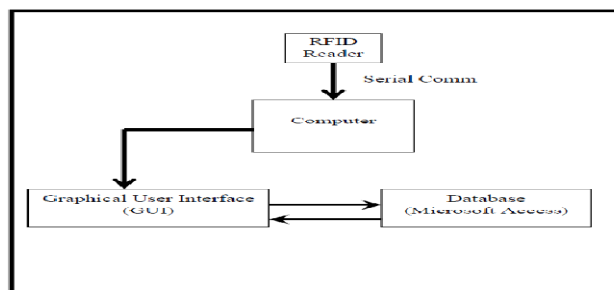 RFID
Reader
Serial Comm
Computer
Graphical User Interface
(GUI)
Database
(Microsoft Access)